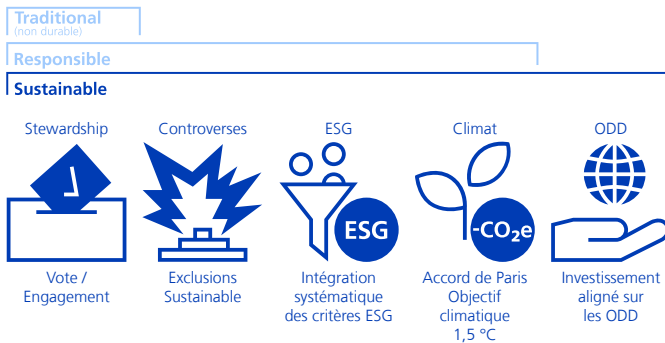 Traditional
(non durable)
Responsible
Sustainable
Stewardship
Controverses
ESG
Climat
ODD
ESG
-CO₂e
Vote /
Engagement
Exclusions
Sustainable
Intégration
systématique
des critères ESG
Accord de Paris
Objectif
climatique
1,5 °C
Investissement
aligné sur
les ODD